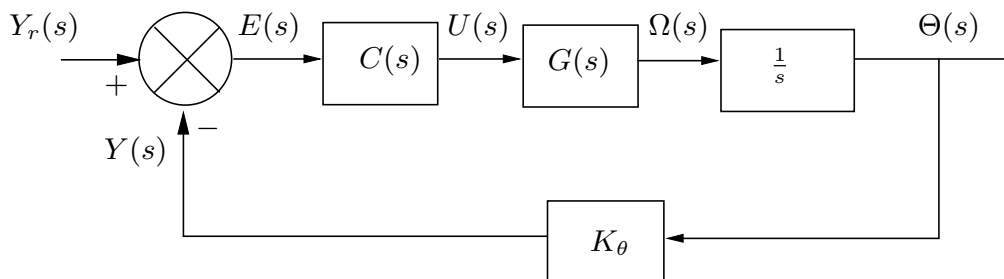 Y_r(s)
E(s)
U(s)
Ω(s)
Θ(s)
C(s)
G(s)
1/s
+
−
Y(s)
K_θ